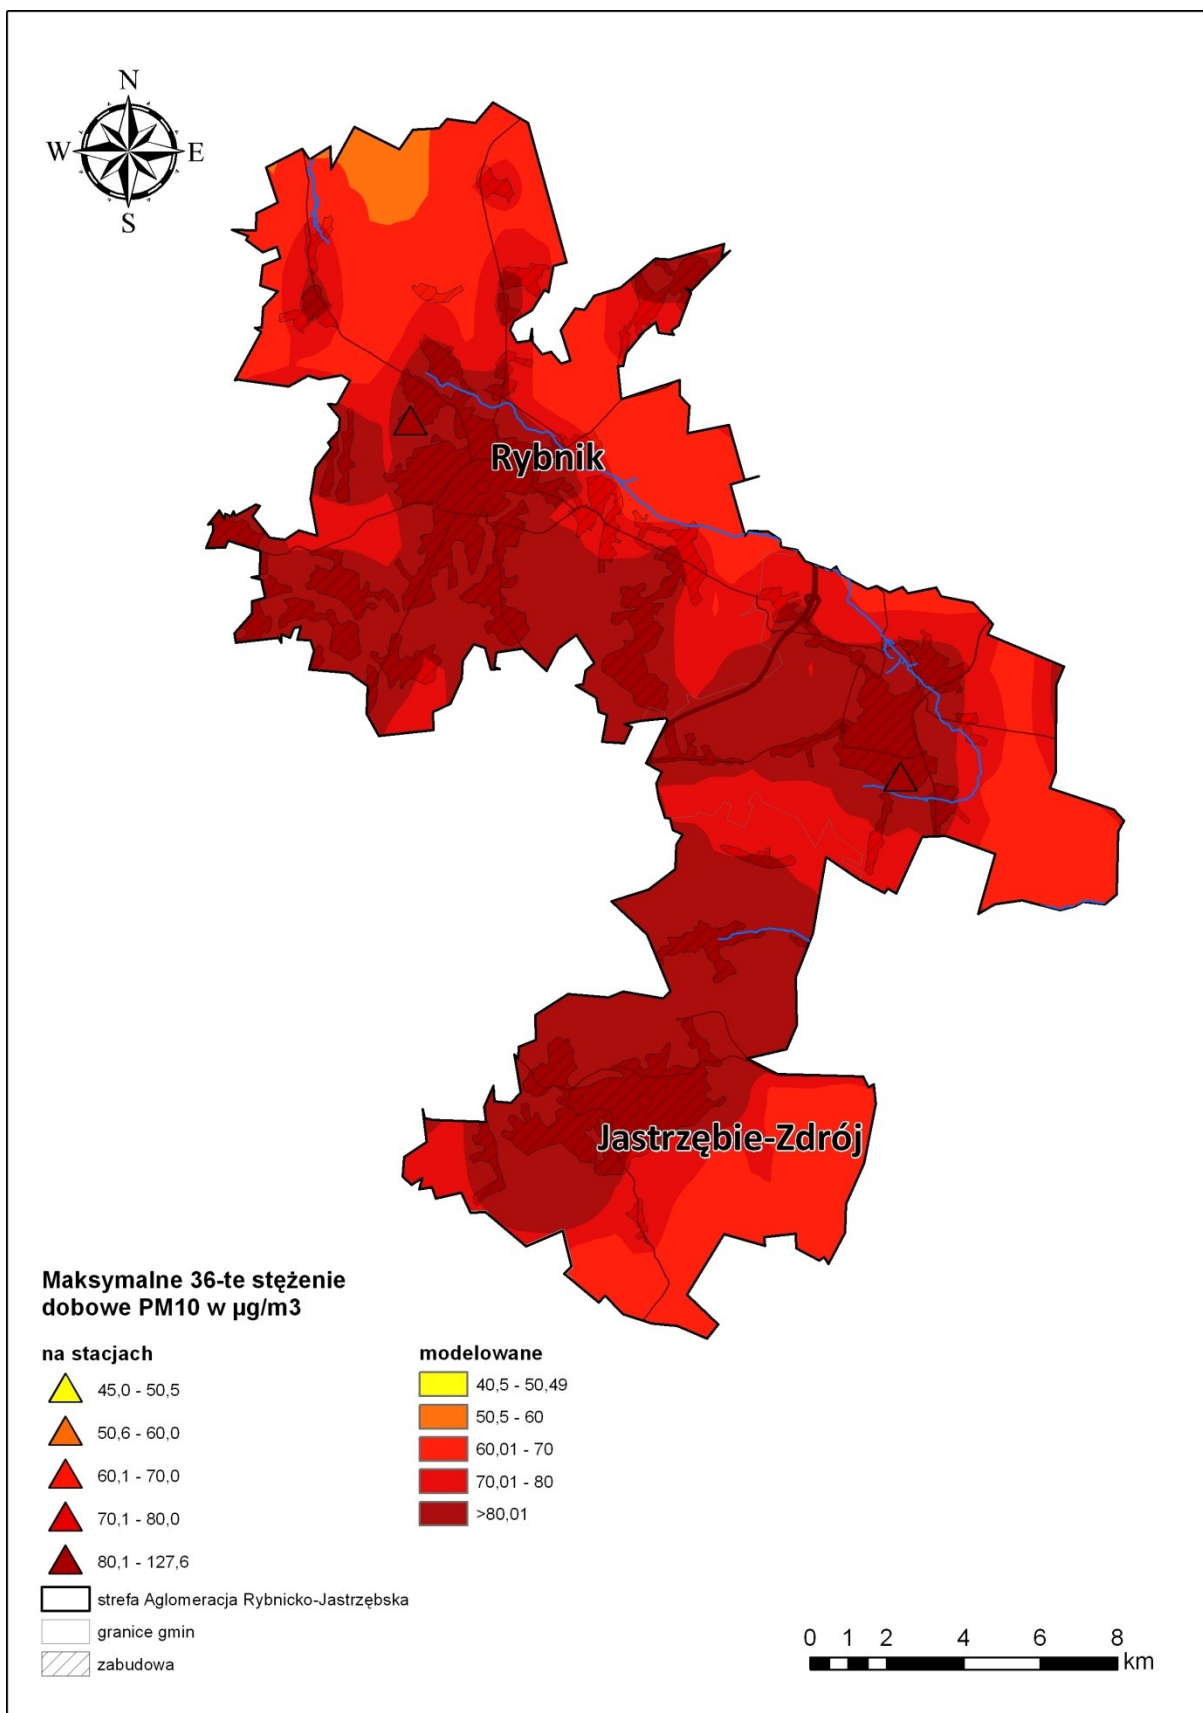 N
W E
S
Rybnik
Jastrzębie-Zdrój
Maksymalne 36-te stężenie
dobowe PM10 w µg/m3
na stacjach
45,0 - 50,5
50,6 - 60,0
60,1 - 70,0
70,1 - 80,0
80,1 - 127,6
strefa Aglomeracja Rybnicko-Jastrzębska
granice gmin
zabudowa
modelowane
40,5 - 50,49
50,5 - 60
60,01 - 70
70,01 - 80
>80,01
0 1 2 4 6 8
km